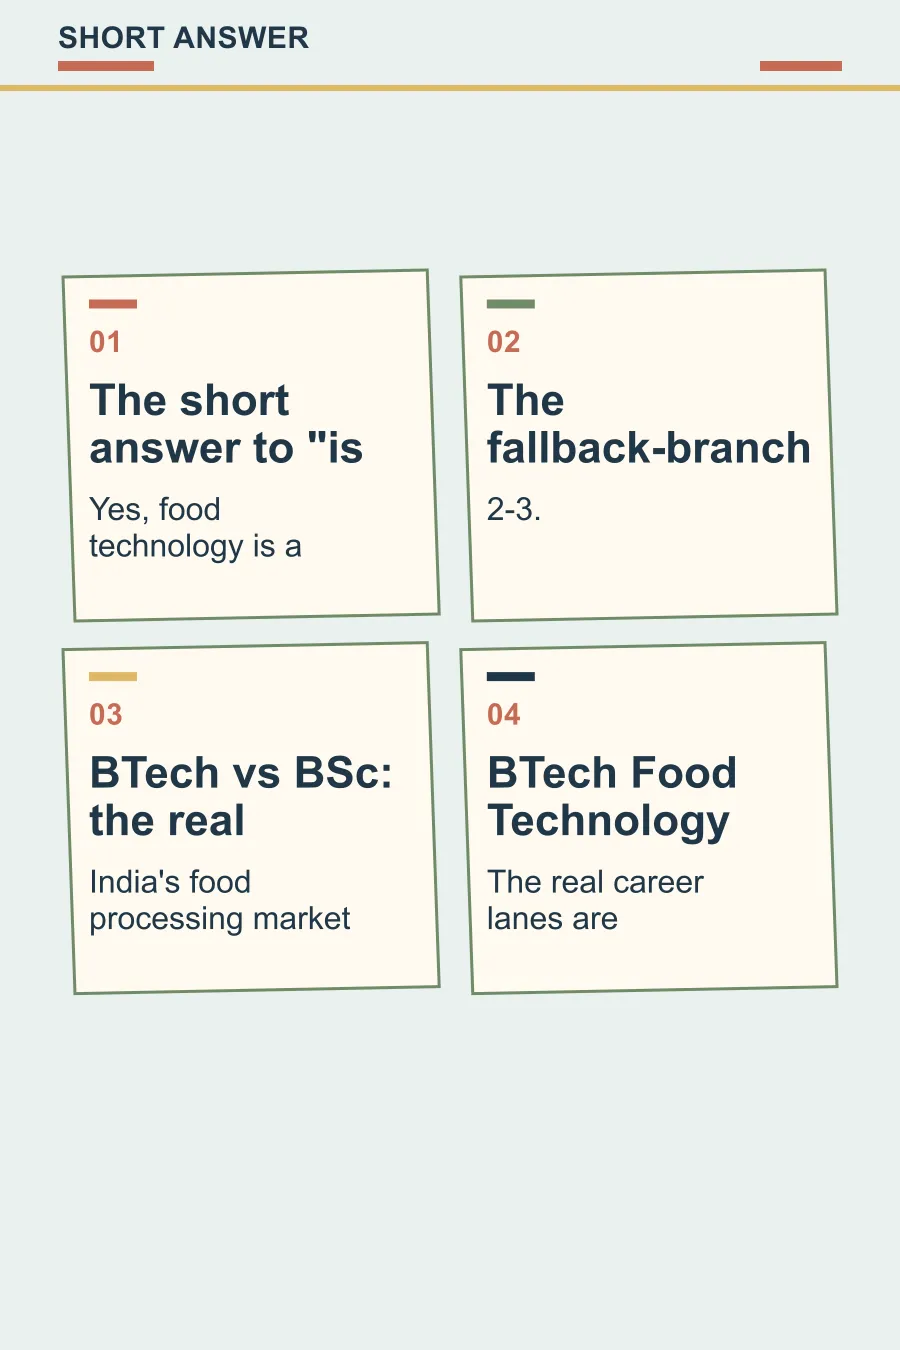 SHORT ANSWER
01
The short
answer to "is
Yes, food
technology is a
02
The
fallback-branch
2-3.
03
BTech vs BSc:
the real
India's food
processing market
04
BTech Food
Technology
The real career
lanes are